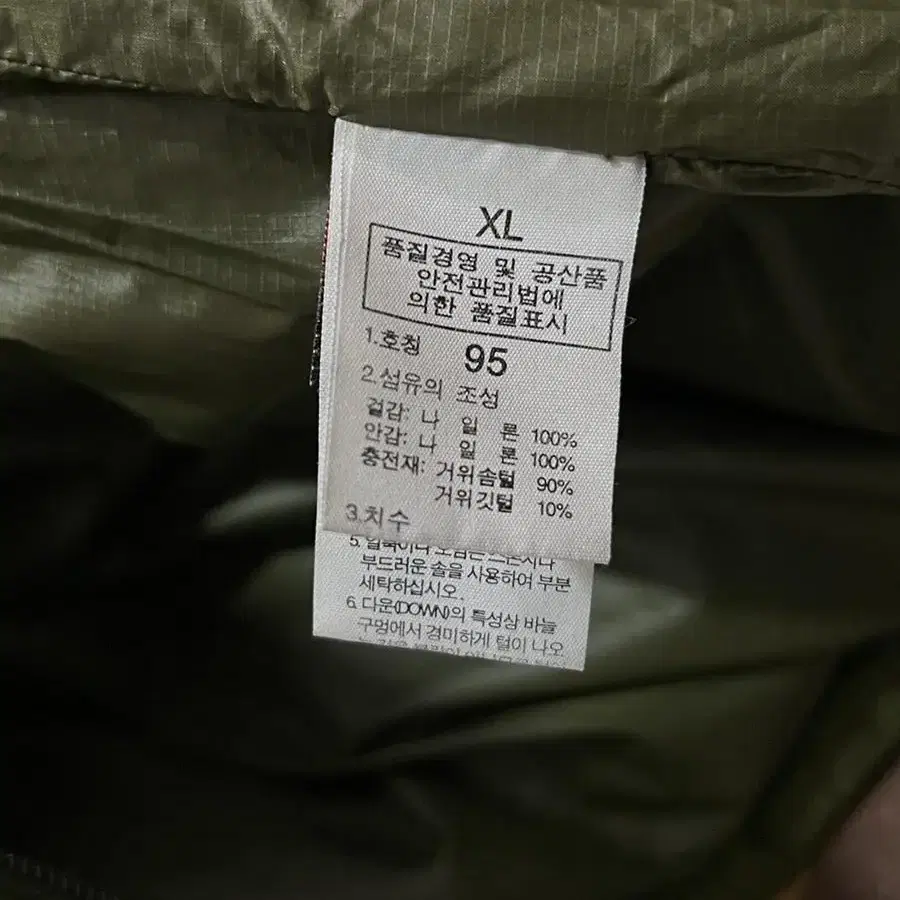 XL
품질경영 및 공산품
안전관리법에
의한 품질표시
1.호칭 95
2.섬유의 조성
겉감: 나 일 론 100%
안감: 나 일 론 100%
충전재: 거위솜털 90%
거위깃털 10%
3.치수
부드러운 솔을 사용하여 부분
세탁하십시오.
6. 다운(DOWN)의 특성상 바늘
구멍에서 경미하게 털이 나오